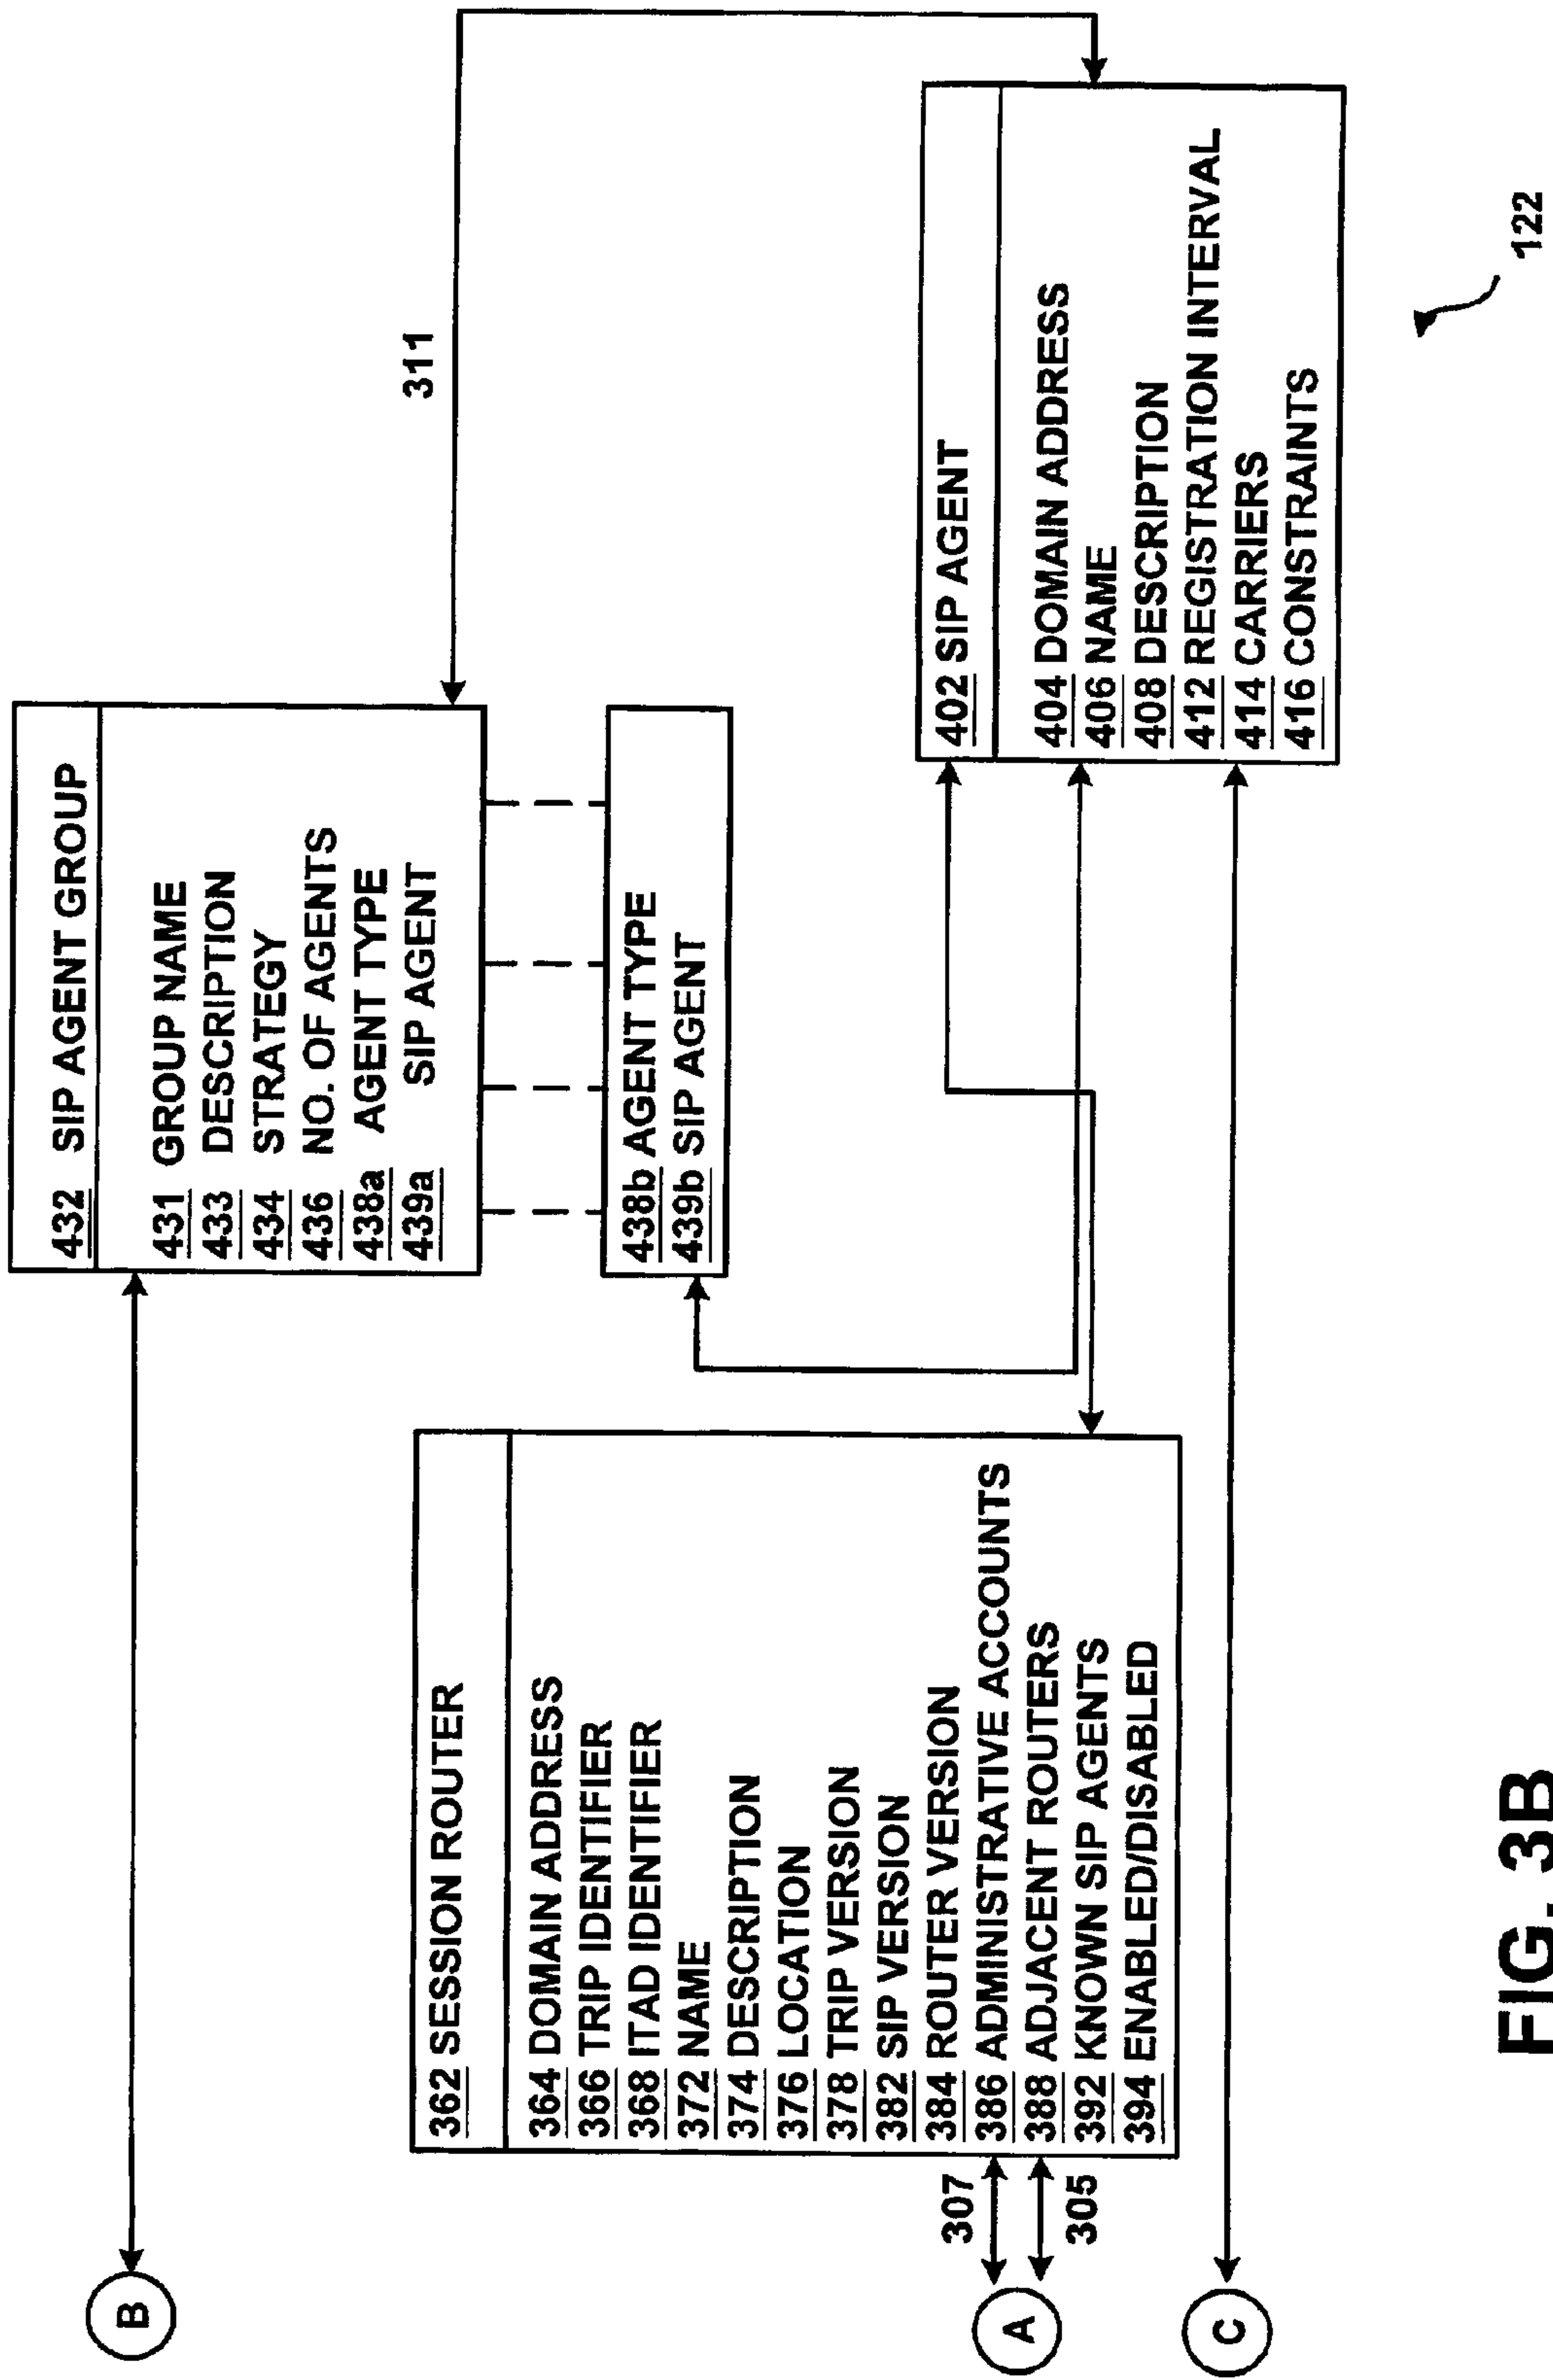 B
432 SIP AGENT GROUP
431 GROUP NAME
433 DESCRIPTION
434 STRATEGY
436 NO. OF AGENTS
438a AGENT TYPE
439a SIP AGENT
438b AGENT TYPE
439b SIP AGENT
311
362 SESSION ROUTER
364 DOMAIN ADDRESS
366 TRIP IDENTIFIER
368 ITAD IDENTIFIER
372 NAME
374 DESCRIPTION
376 LOCATION
378 TRIP VERSION
382 SIP VERSION
384 ROUTER VERSION
386 ADMINISTRATIVE ACCOUNTS
388 ADJACENT ROUTERS
392 KNOWN SIP AGENTS
394 ENABLED/DISABLED
307
A
305
C
402 SIP AGENT
404 DOMAIN ADDRESS
406 NAME
408 DESCRIPTION
412 REGISTRATION INTERVAL
414 CARRIERS
416 CONSTRAINTS
122
FIG. 3B